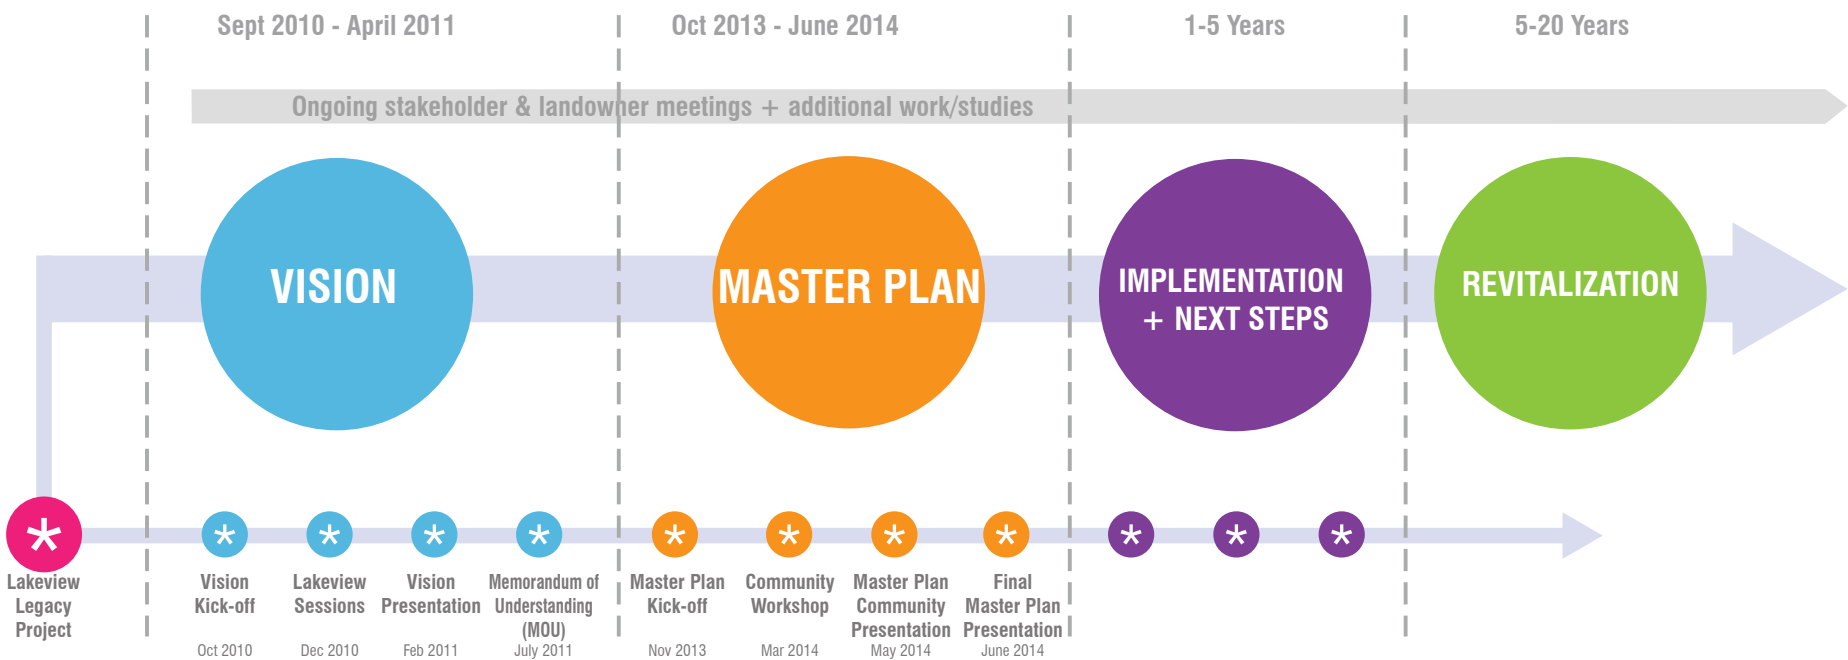 Sept 2010 - April 2011
Oct 2013 - June 2014
1-5 Years
5-20 Years
Ongoing stakeholder & landowner meetings + additional work/studies
VISION
MASTER PLAN
IMPLEMENTATION
+ NEXT STEPS
REVITALIZATION
Lakeview
Legacy
Project
Vision
Kick-off
Oct 2010
Lakeview
Sessions
Dec 2010
Vision
Presentation
Feb 2011
Memorandum of
Understanding
(MOU)
July 2011
Master Plan
Kick-off
Nov 2013
Community
Workshop
Mar 2014
Master Plan
Community
Presentation
May 2014
Final
Master Plan
Presentation
June 2014